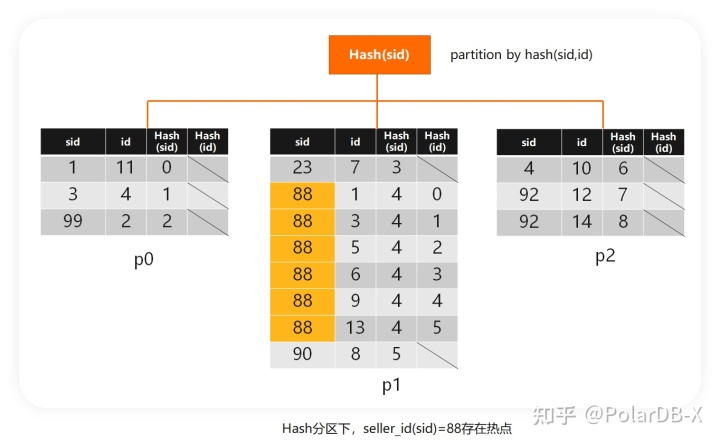 Hash(sid)
partition by hash(sid,id)
sid id Hash(sid) Hash(id)
1 11 0
3 4 1
99 2 2
p0
sid id Hash(sid) Hash(id)
23 7 3
88 1 4 0
88 3 4 1
88 5 4 2
88 6 4 3
88 9 4 4
88 13 4 5
90 8 5
p1
sid id Hash(sid) Hash(id)
4 10 6
92 12 7
92 14 8
p2
知乎 @PolarDB-X
Hash分区下，seller_id(sid)=88存在热点